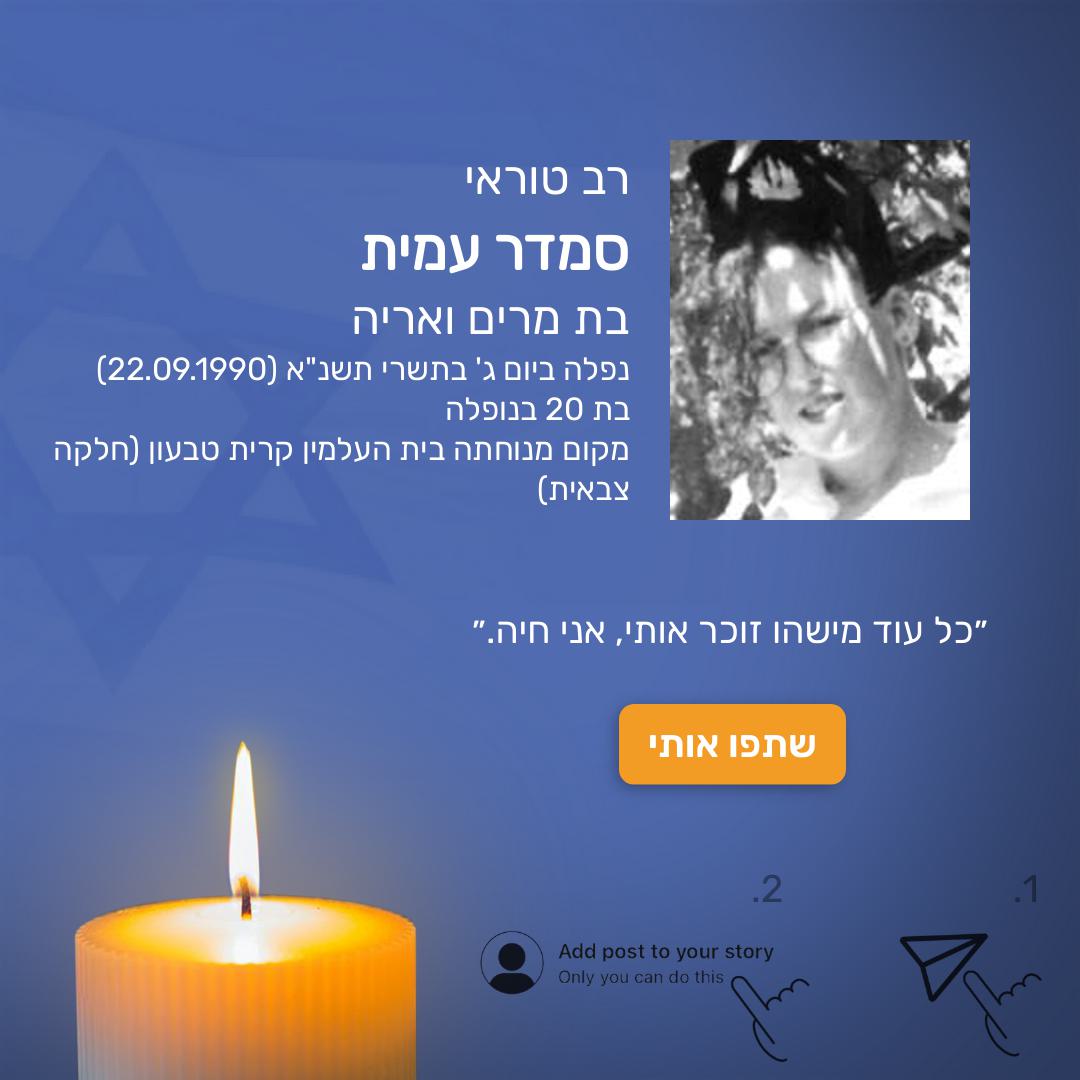 רב טוראי
סמדר עמית
בת מרים ואריה
נפלה ביום ג' בתשרי תשנ"א (22.09.1990)
בת 20 בנופלה
מקום מנוחתה בית העלמין קרית טבעון (חלקה
צבאית)
״כל עוד מישהו זוכר אותי, אני חיה.״
שתפו אותי
1.
2.
Add post to your story
Only you can do this